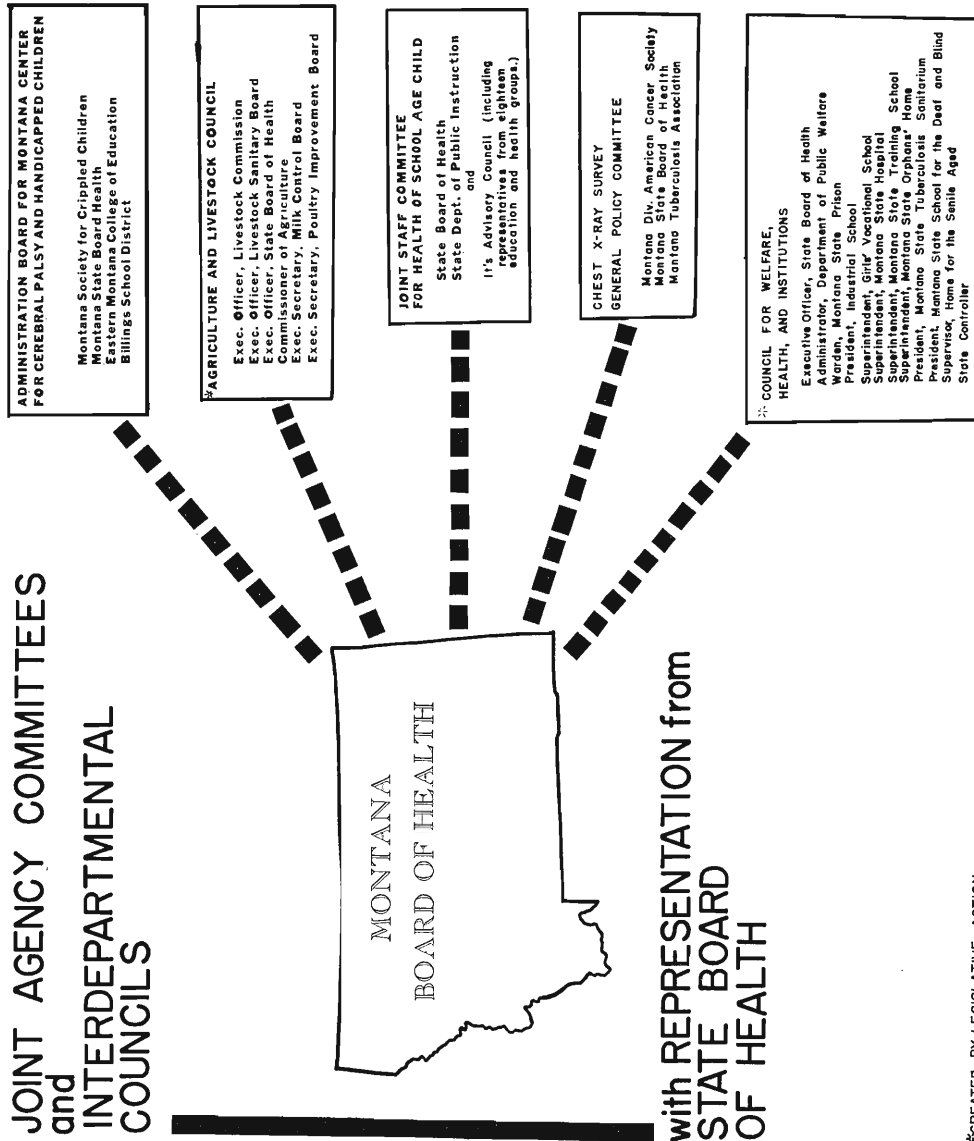 JOINT AGENCY COMMITTEES
and
INTERDEPARTMENTAL
COUNCILS
MONTANA
BOARD OF HEALTH
with REPRESENTATION from
STATE BOARD
OF HEALTH
ADMINISTRATION BOARD FOR MONTANA CENTER
FOR CEREBRAL PALSY AND HANDICAPPED CHILDREN
Montana Society for Crippled Children
Montana State Board Health
Eastern Montana College of Education
Billings School District
*AGRICULTURE AND LIVESTOCK COUNCIL
Exec. Officer, Livestock Commission
Exec. Officer, Livestock Sanitary Board
Exec. Officer, State Board of Health
Commissioner of Agriculture
Exec. Secretary, Milk Control Board
Exec. Secretary, Poultry Improvement Board
JOINT STAFF COMMITTEE
FOR HEALTH OF SCHOOL AGE CHILD
State Board of Health
State Dept. of Public Instruction
and
It's Advisory Council (including
representatives from eighteen
education and health groups.)
CHEST X-RAY SURVEY
GENERAL POLICY COMMITTEE
Montana Div. American Cancer Society
Montana State Board of Health
Montana Tuberculosis Association
* COUNCIL FOR WELFARE,
HEALTH, AND INSTITUTIONS
Executive Officer, State Board of Health
Administrator, Department of Public Welfare
Warden, Montana State Prison
President, Industrial School
Superintendent, Girls' Vocational School
Superintendent, Montana State Hospital
Superintendent, Montana State Training School
Superintendent, Montana State Orphans' Home
President, Montana State Tuberculosis Sanitarium
President, Montana State School for the Deaf and Blind
Supervisor, Home for the Senile Aged
State Controller
*CREATED BY LEGISLATIVE ACTION